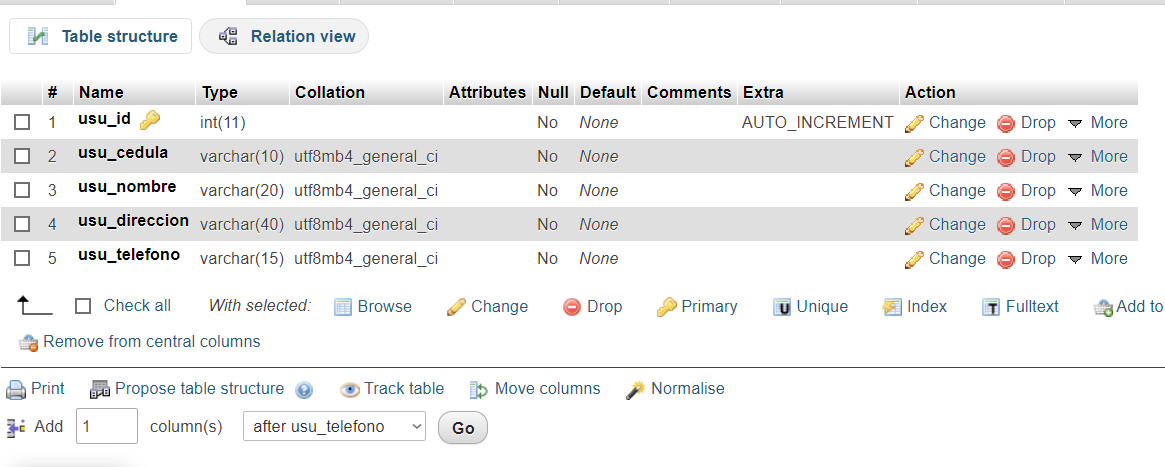 Table structure Relation view
# Name Type Collation Attributes Null Default Comments Extra Action
1 usu_id int(11) No None AUTO_INCREMENT Change Drop More
2 usu_cedula varchar(10) utf8mb4_general_ci No None Change Drop More
3 usu_nombre varchar(20) utf8mb4_general_ci No None Change Drop More
4 usu_direccion varchar(40) utf8mb4_general_ci No None Change Drop More
5 usu_telefono varchar(15) utf8mb4_general_ci No None Change Drop More
Check all With selected: Browse Change Drop Primary Unique Index Fulltext Add to
Remove from central columns
Print Propose table structure Track table Move columns Normalise
Add 1 column(s) after usu_telefono Go